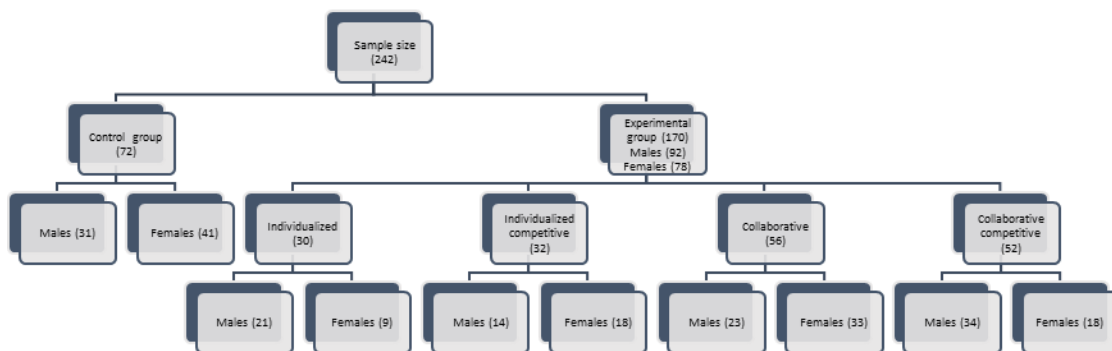 Sample size
(242)
Control group
(72)
Experimental
group (170)
Males (92)
Females (78)
Males (31)
Females (41)
Individualized
(30)
Individualized
competitive
(32)
Collaborative
(56)
Collaborative
competitive
(52)
Males (21)
Females (9)
Males (14)
Females (18)
Males (23)
Females (33)
Males (34)
Females (18)